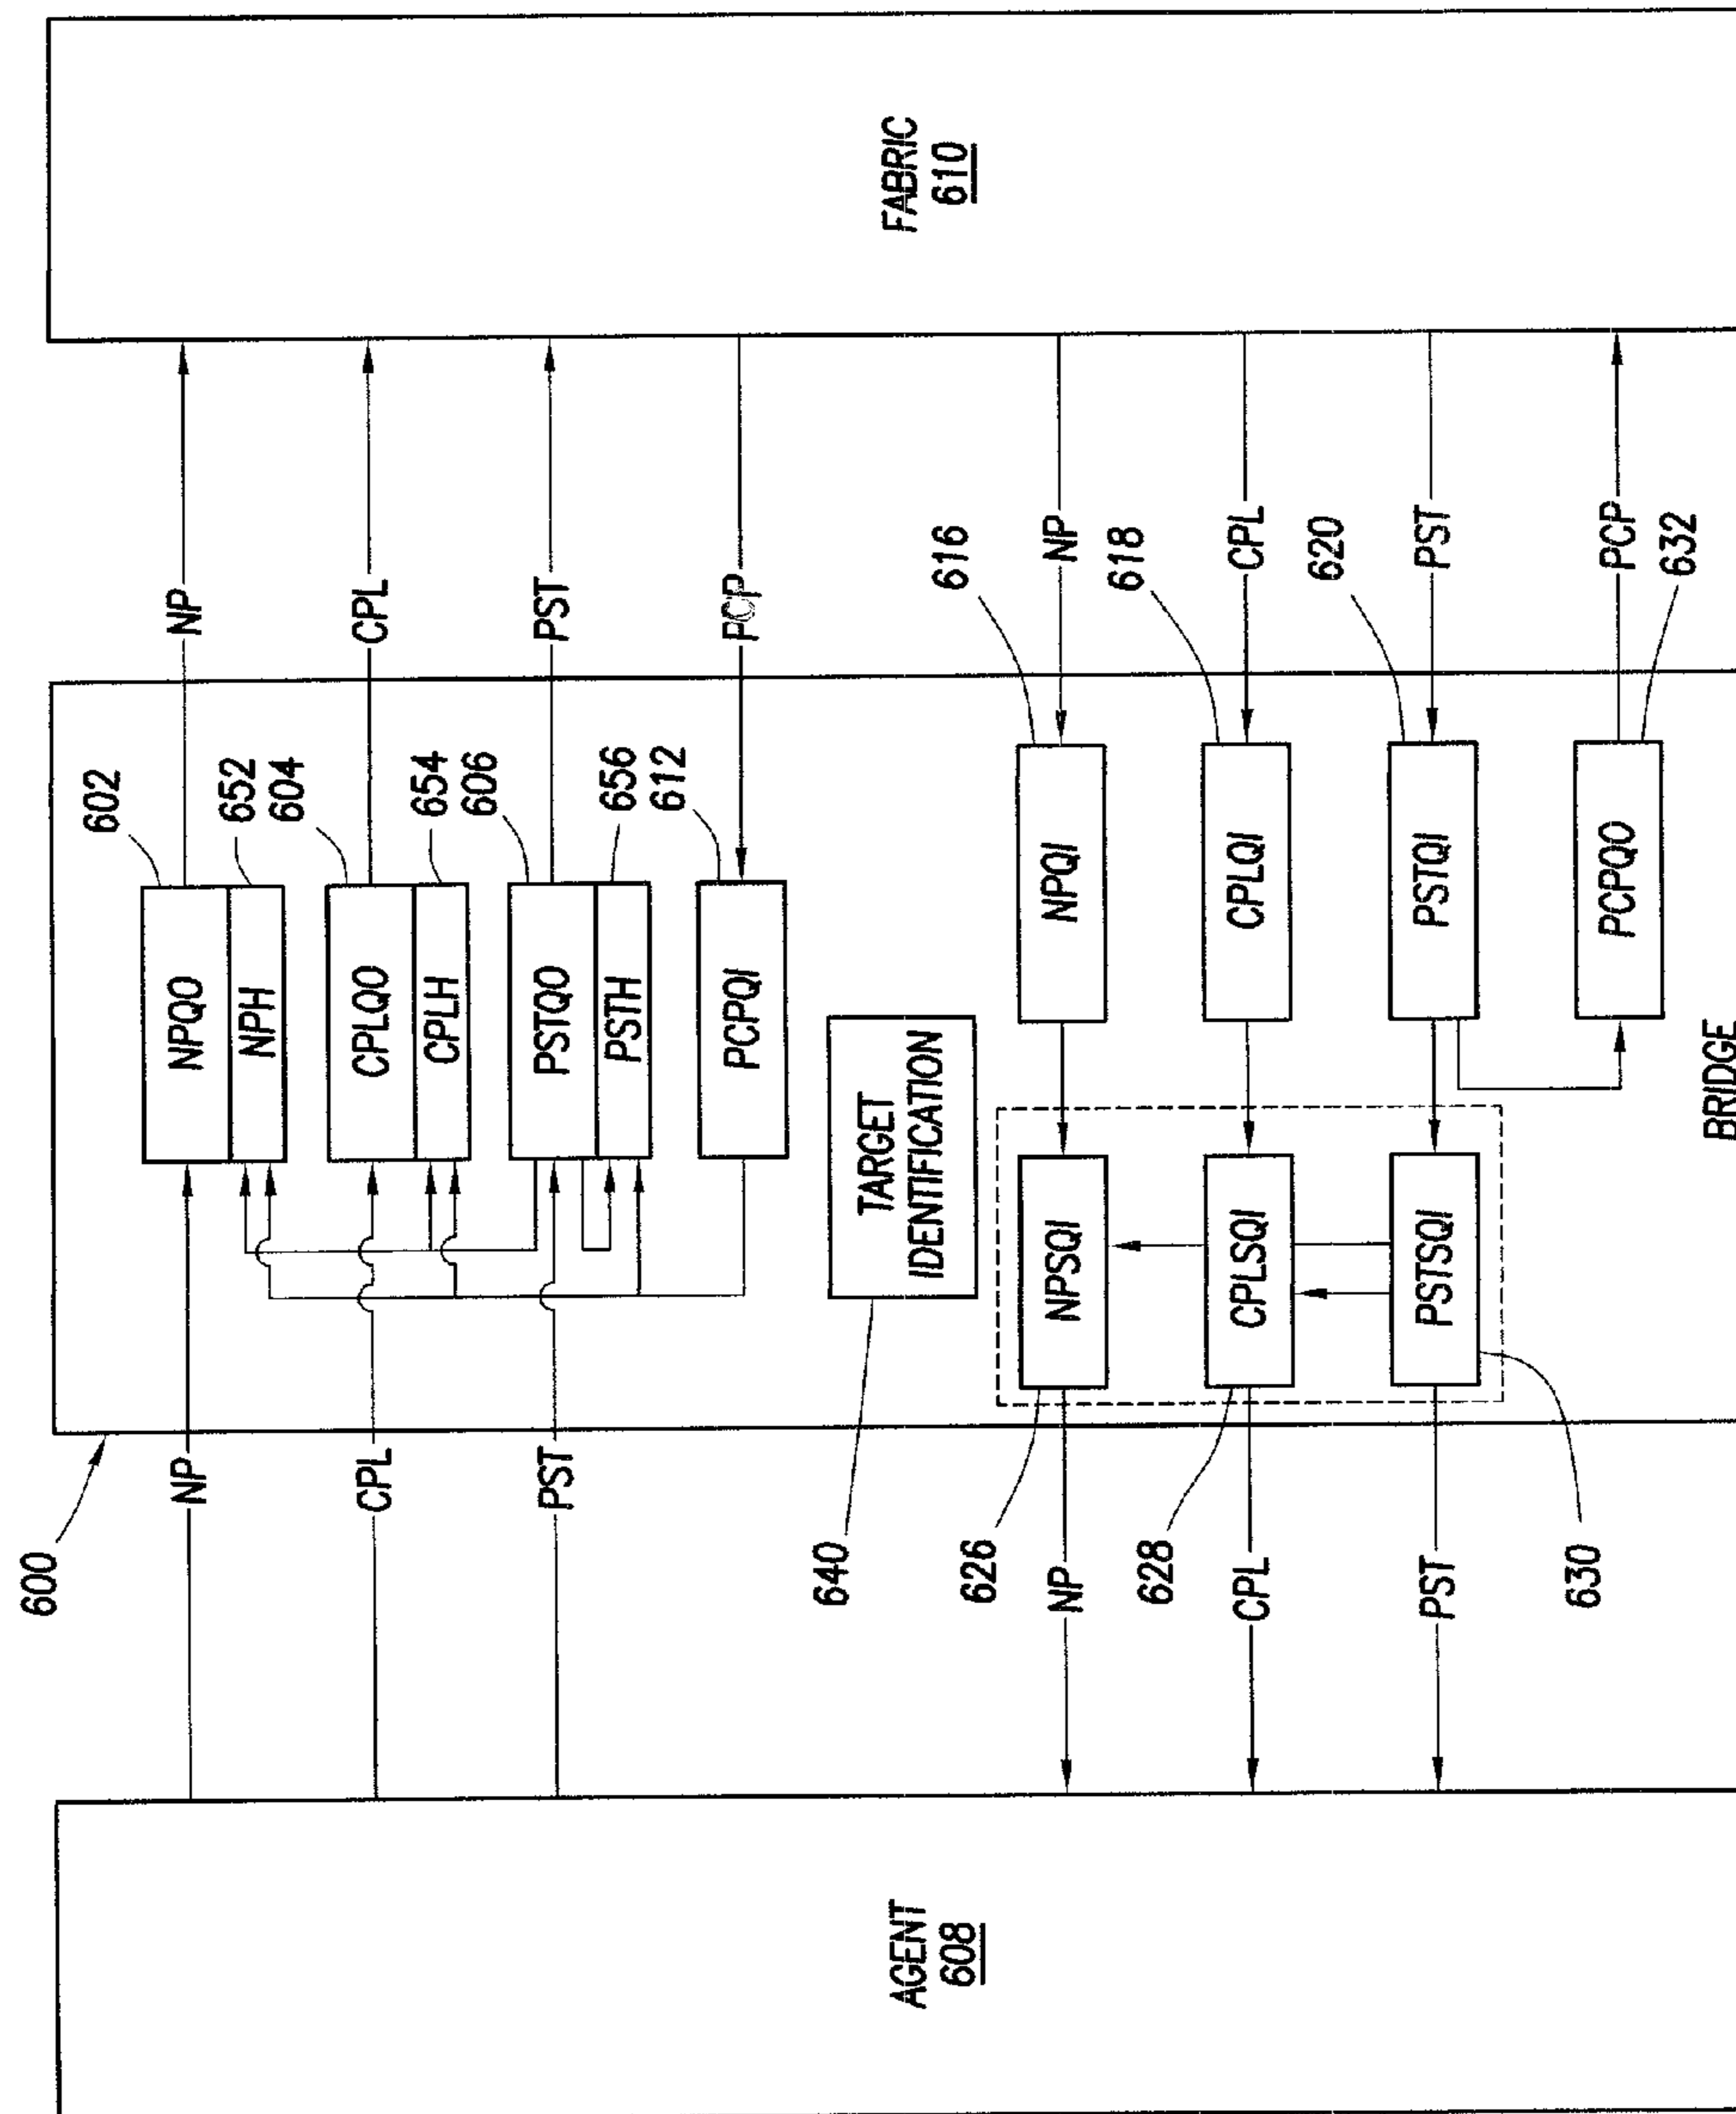 AGENT
608
600
NP
CPL
PST
602
NPQO
652
NPH
604
CPLQO
654
CPLH
606
PSTQO
656
PSTH
612
PCPQI
NP
CPL
PST
PCP
FABRIC
610
TARGET
IDENTIFICATION
640
626
NP
628
CPL
PST
630
NPSQI
CPLSQI
PSTSQI
616
NPQI
618
CPLQI
620
PSTQI
PCPQO
632
NP
CPL
PST
PCP
BRIDGE